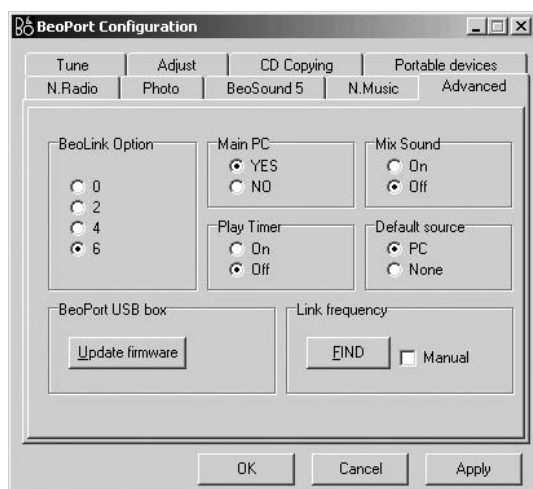 BeoPort Configuration
Tune Adjust CD Copying Portable devices
N.Radio Photo BeoSound 5 N.Music Advanced
BeoLink Option
0
2
4
6
Main PC
YES
NO
Mix Sound
On
Off
Play Timer
On
Off
Default source
PC
None
BeoPort USB box
Update firmware
Link frequency
FIND
Manual
OK Cancel Apply